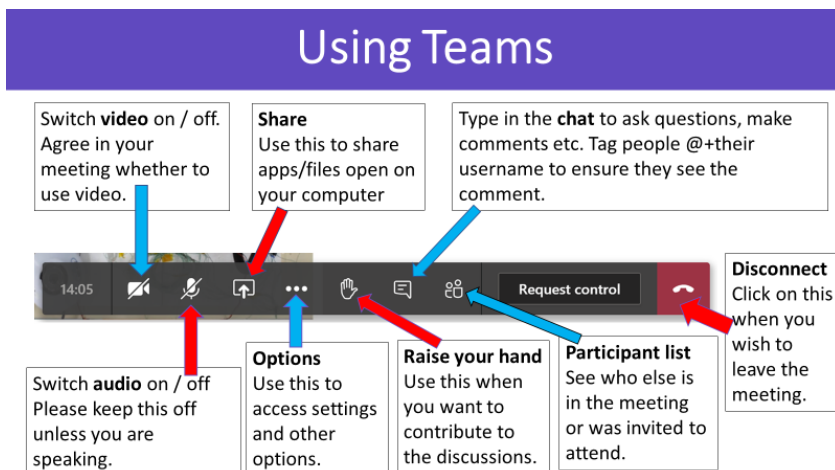 Using Teams
Switch video on / off.
Agree in your
meeting whether to
use video.
Share
Use this to share
apps/files open on
your computer
Type in the chat to ask questions, make
comments etc. Tag people @+their
username to ensure they see the
comment.
14:05
Request control
Disconnect
Click on this
when you
wish to
leave the
meeting.
Switch audio on / off
Please keep this off
unless you are
speaking.
Options
Use this to
access settings
and other
options.
Raise your hand
Use this when
you want to
contribute to
the discussions.
Participant list
See who else is
in the meeting
or was invited to
attend.